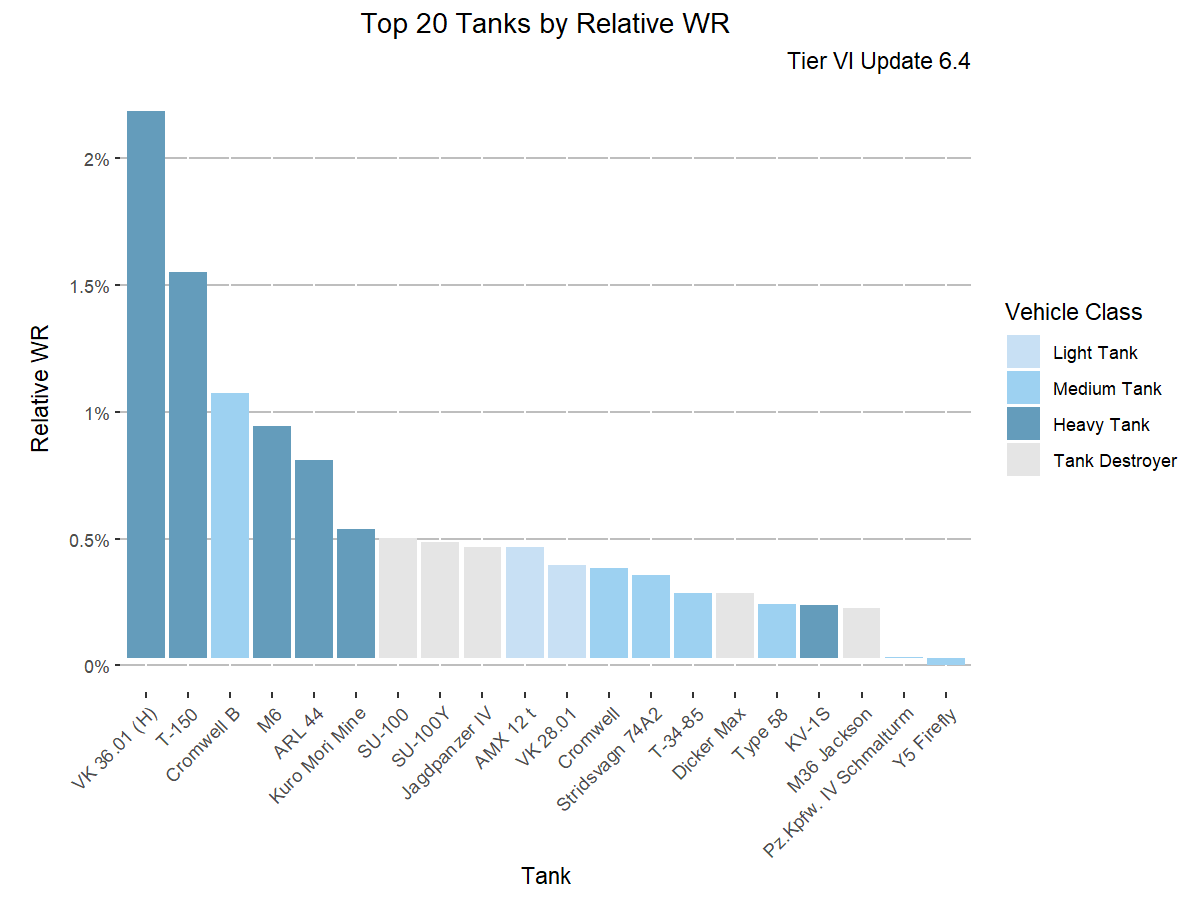 Top 20 Tanks by Relative WR
Tier VI Update 6.4
2%
1.5%
1%
0.5%
0%
Relative WR
VK 36.01 (H)
T-150
Cromwell B
M6
ARL 44
Kuro Mori Mine
SU-100
SU-100Y
Jagdpanzer IV
AMX 12 t
VK 28.01
Cromwell
Stridsvagn 74A2
T-34-85
Dicker Max
Type 58
KV-1S
M36 Jackson
Pz.Kpfw. IV Schmalturm
Y5 Firefly
Tank
Vehicle Class
Light Tank
Medium Tank
Heavy Tank
Tank Destroyer